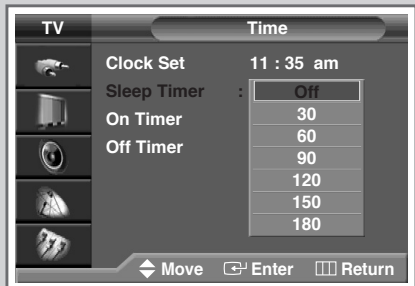 TV Time
Clock Set 11 : 35 am
Sleep Timer : Off
On Timer 30
60
Off Timer 90
120
150
180
Move Enter Return